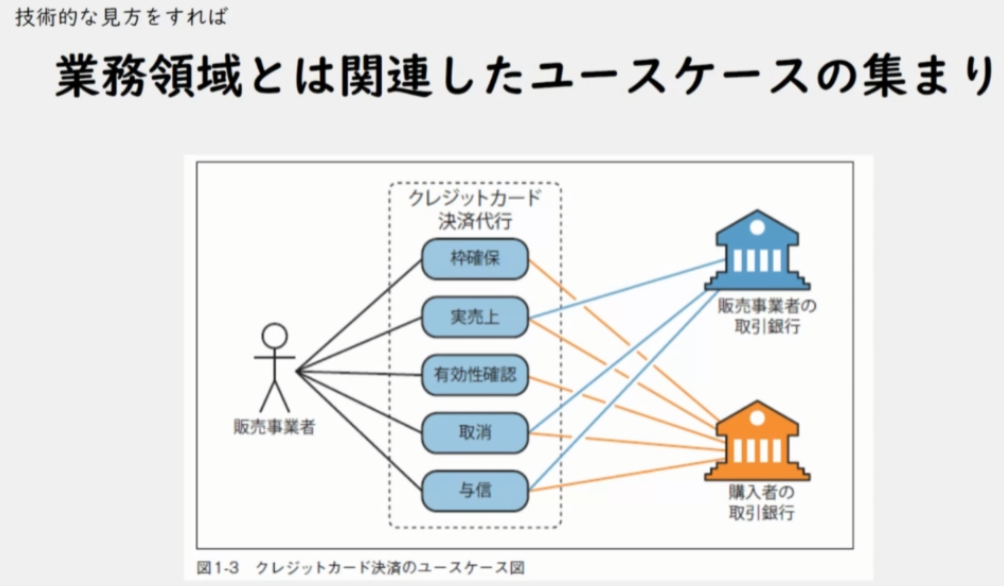 技術的な見方をすれば
業務領域とは関連したユースケースの集まり
クレジットカード
決済代行
枠確保
実売上
有効性確認
取消
与信
販売事業者
販売事業者の
取引銀行
購入者の
取引銀行
図1-3 クレジットカード決済のユースケース図